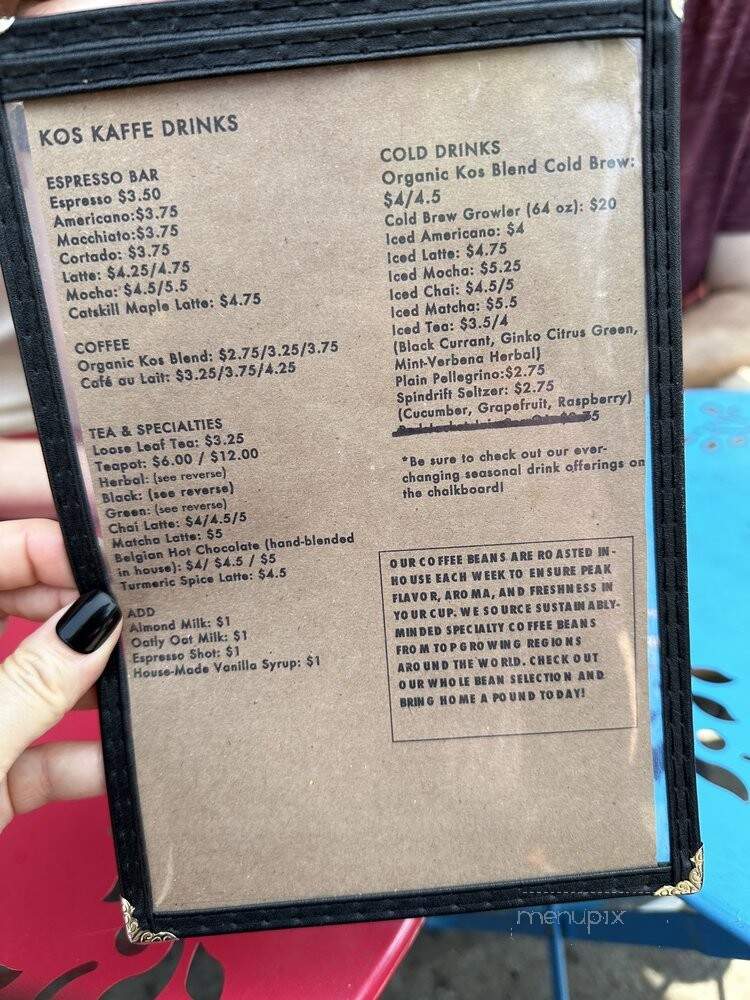 KOS KAFFE DRINKS
ESPRESSO BAR
Espresso $3.50
Americano:$3.75
Macchiato:$3.75
Cortado: $3.75
Latte: $4.25/4.75
Mocha: $4.5/5.5
Catskill Maple Latte: $4.75
COFFEE
Organic Kos Blend: $2.75/3.25/3.75
Café au Lait: $3.25/3.75/4.25
TEA & SPECIALTIES
Loose Leaf Tea: $3.25
Teapot: $6.00 / $12.00
Herbal: (see reverse)
Black: (see reverse)
Green: (see reverse)
Chai Latte: $4/4.5/5
Matcha Latte: $5
Belgian Hot Chocolate (hand-blended
in house): $4/ $4.5 / $5
Turmeric Spice Latte: $4.5
ADD
Almond Milk: $1
Oatly Oat Milk: $1
Espresso Shot: $1
House-Made Vanilla Syrup: $1
COLD DRINKS
Organic Kos Blend Cold Brew:
$4/4.5
Cold Brew Growler (64 oz): $20
Iced Americano: $4
Iced Latte: $4.75
Iced Mocha: $5.25
Iced Chai: $4.5/5
Iced Matcha: $5.5
Iced Tea: $3.5/4
(Black Currant, Ginko Citrus Green,
Mint-Verbena Herbal)
Plain Pellegrino:$2.75
Spindrift Seltzer: $2.75
(Cucumber, Grapefruit, Raspberry)
*Be sure to check out our ever-
changing seasonal drink offerings on
the chalkboard!
OUR COFFEE BEANS ARE ROASTED IN-
HOUSE EACH WEEK TO ENSURE PEAK
FLAVOR, AROMA, AND FRESHNESS IN
YOUR CUP. WE SOURCE SUSTAINABLY-
MINDED SPECIALTY COFFEE BEANS
FROM TOP GROWING REGIONS
AROUND THE WORLD. CHECK OUT
OUR WHOLE BEAN SELECTION AND
BRING HOME A POUND TODAY!
menupix